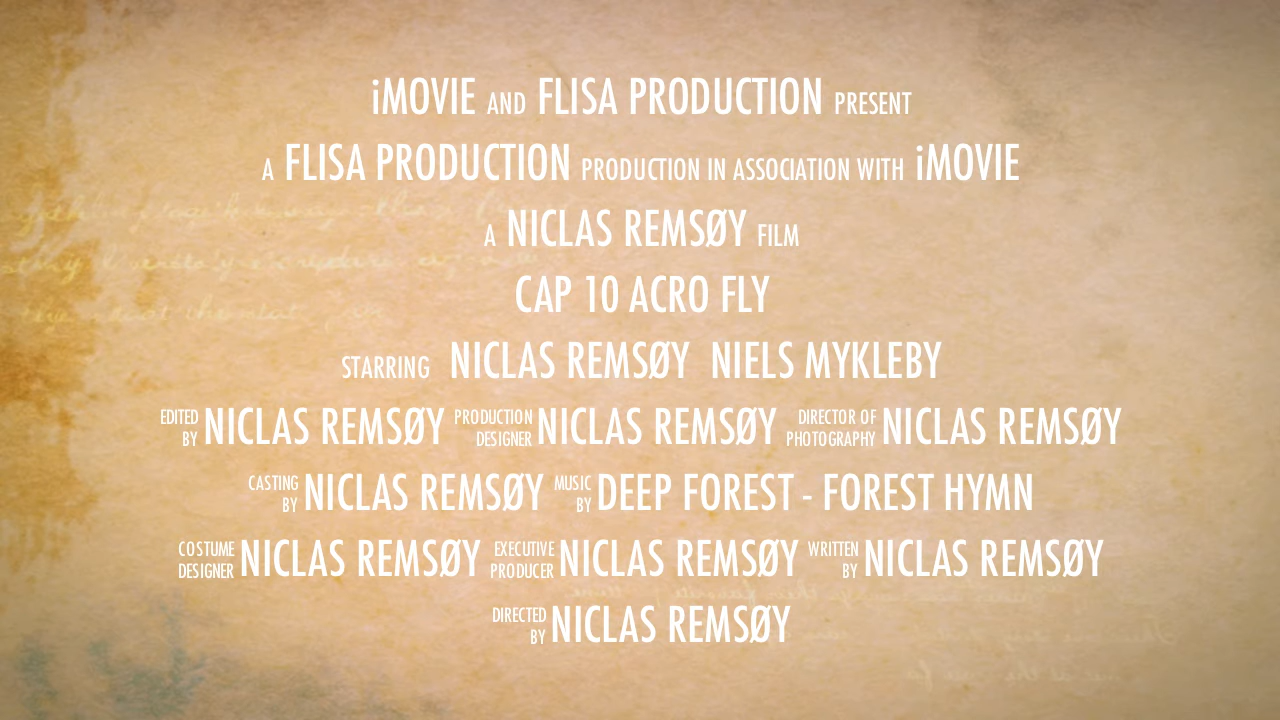 iMOVIE AND FLISA PRODUCTION PRESENT
A FLISA PRODUCTION PRODUCTION IN ASSOCIATION WITH iMOVIE
A NICLAS REMSØY FILM
CAP 10 ACRO FLY
STARRING NICLAS REMSØY NIELS MYKLEBY
EDITED BY NICLAS REMSØY PRODUCTION DESIGNER NICLAS REMSØY DIRECTOR OF PHOTOGRAPHY NICLAS REMSØY
CASTING BY NICLAS REMSØY MUSIC BY DEEP FOREST - FOREST HYMN
COSTUME DESIGNER NICLAS REMSØY EXECUTIVE PRODUCER NICLAS REMSØY WRITTEN BY NICLAS REMSØY
DIRECTED BY NICLAS REMSØY